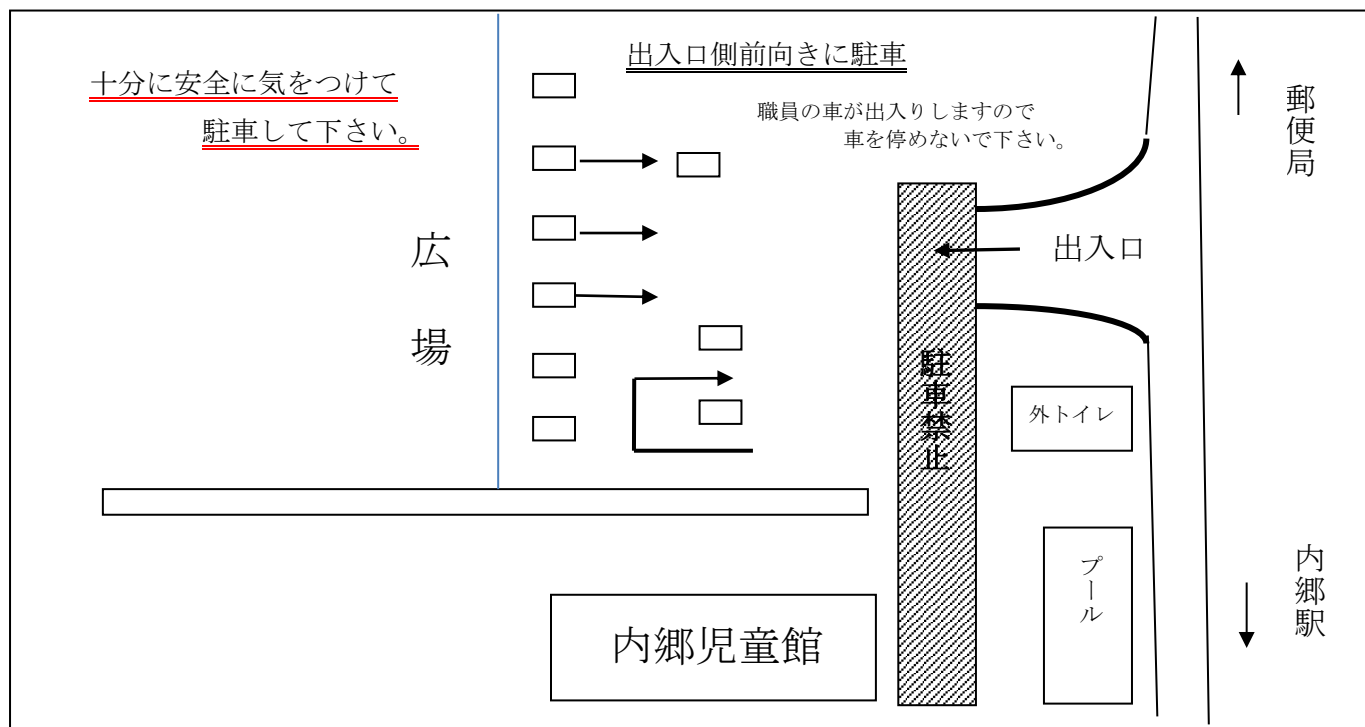 十分に安全に気をつけて
駐車して下さい。
出入口側前向きに駐車
職員の車が出入りしますので
車を停めないで下さい。
郵便局
広場
出入口
駐車禁止
外トイレ
プール
内郷駅
内郷児童館